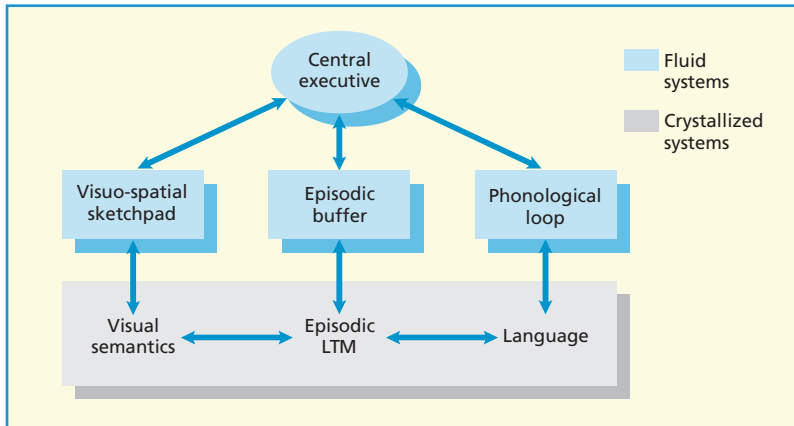 Central
executive
Fluid
systems
Crystallized
systems
Visuo-spatial
sketchpad
Episodic
buffer
Phonological
loop
Visual
semantics
Episodic
LTM
Language